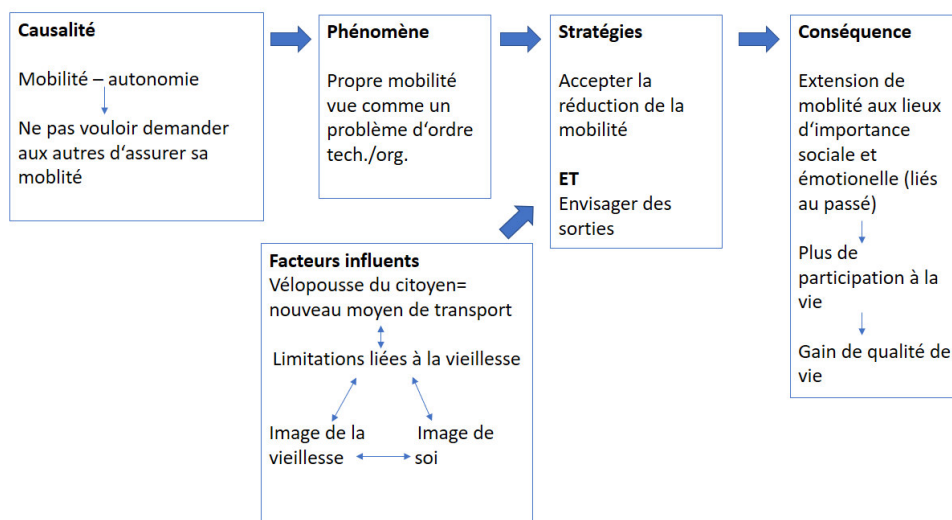 Causalité
Mobilité – autonomie
Ne pas vouloir demander
aux autres d‘assurer sa
moblité
Phénomène
Propre mobilité
vue comme un
problème d‘ordre
tech./org.
Stratégies
Accepter la
réduction de la
mobilité
ET
Envisager des
sorties
Conséquence
Extension de
moblité aux lieux
d‘importance
sociale et
émotionelle (liés
au passé)
Plus de
participation à la
vie
Gain de qualité de
vie
Facteurs influents
Vélopousse du citoyen=
nouveau moyen de transport
Limitations liées à la vieillesse
Image de la
vieillesse
Image de
soi